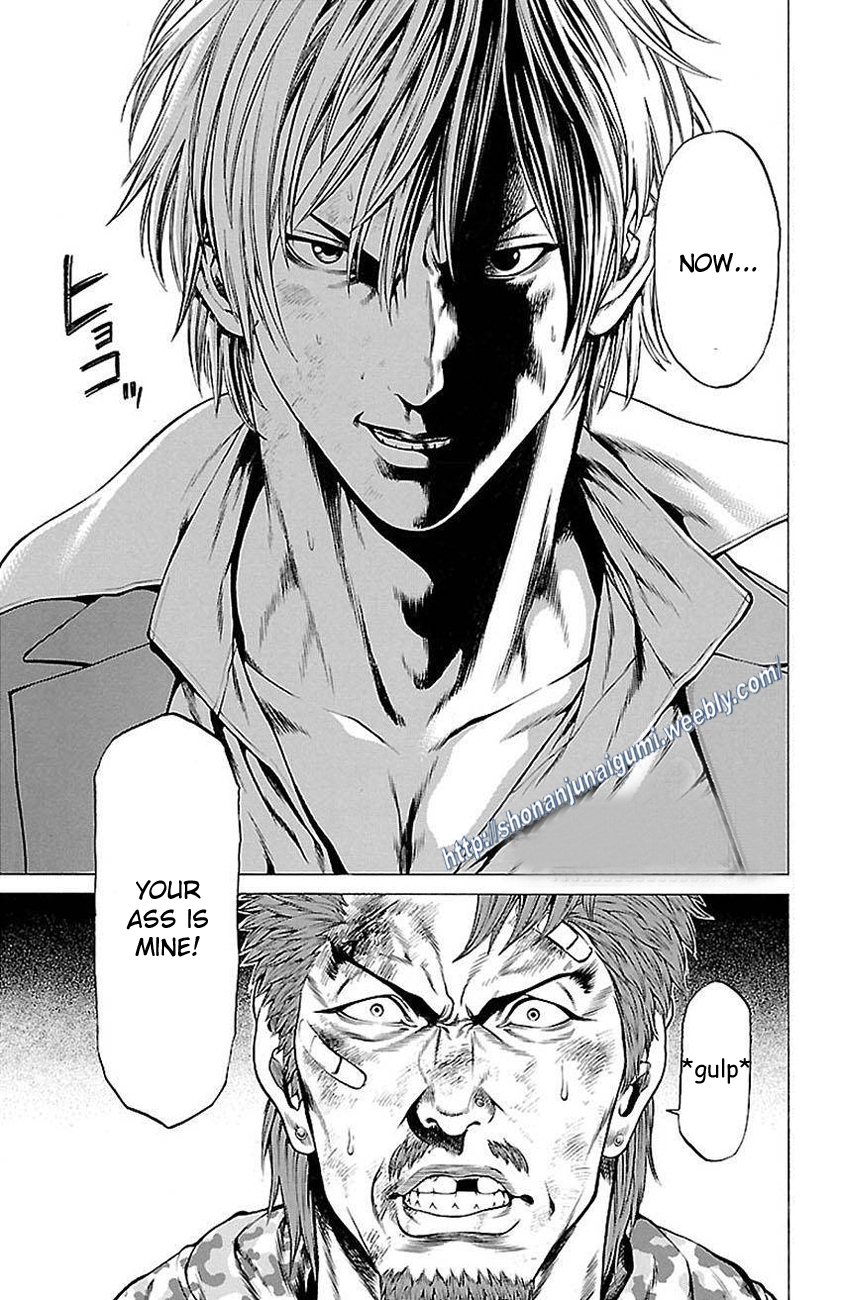 NOW...
ヒョコッ
http://shonanjunaigumi.weebly.com/
YOUR
ASS IS
MINE!
*gulp*